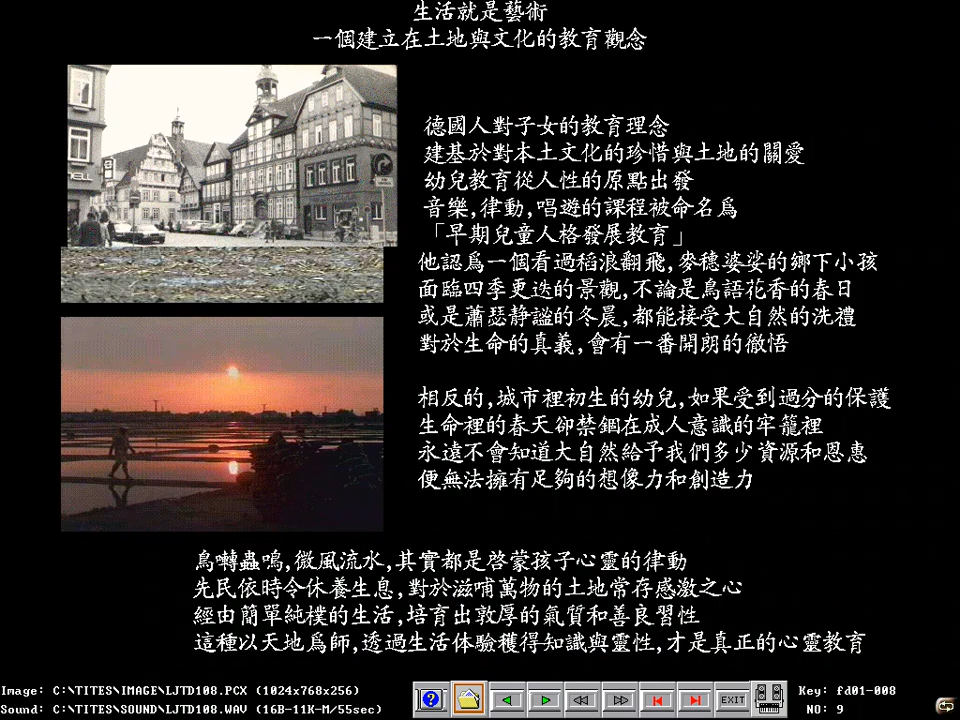 生活就是藝術
一個建立在土地與文化的教育觀念
德國人對子女的教育理念
建基於對本土文化的珍惜與土地的關愛
幼兒教育從人性的原點出發
音樂,律動,唱遊的課程被命名爲
「早期兒童人格發展教育」
他認爲一個看過稻浪翻飛,麥穗婆娑的鄉下小孩
面臨四季更迭的景觀,不論是鳥語花香的春日
或是蕭瑟静謐的冬晨,都能接受大自然的洗禮
對於生命的真義,會有一番開朗的徹悟
相反的,城市裡初生的幼兒,如果受到過分的保護
生命裡的春天卻禁錮在成人意識的牢籠裡
永遠不會知道大自然給予我們多少資源和恩惠
便無法擁有足夠的想像力和創造力
鳥囀蟲鳴,微風流水,其實都是啓蒙孩子心靈的律動
先民依時令休養生息,對於滋哺萬物的土地常存感激之心
經由簡單純樸的生活,培育出敦厚的氣質和善良習性
這種以天地爲師,透過生活体驗獲得知識與靈性,才是真正的心靈教育
Image: C:\TITES\IMAGE\LJTD108.PCX (1024x768x256)
Sound: C:\TITES\SOUND\LJTD108.WAV (16B-11K-M/55sec)
EXIT
Key: fd01-008
NO: 9